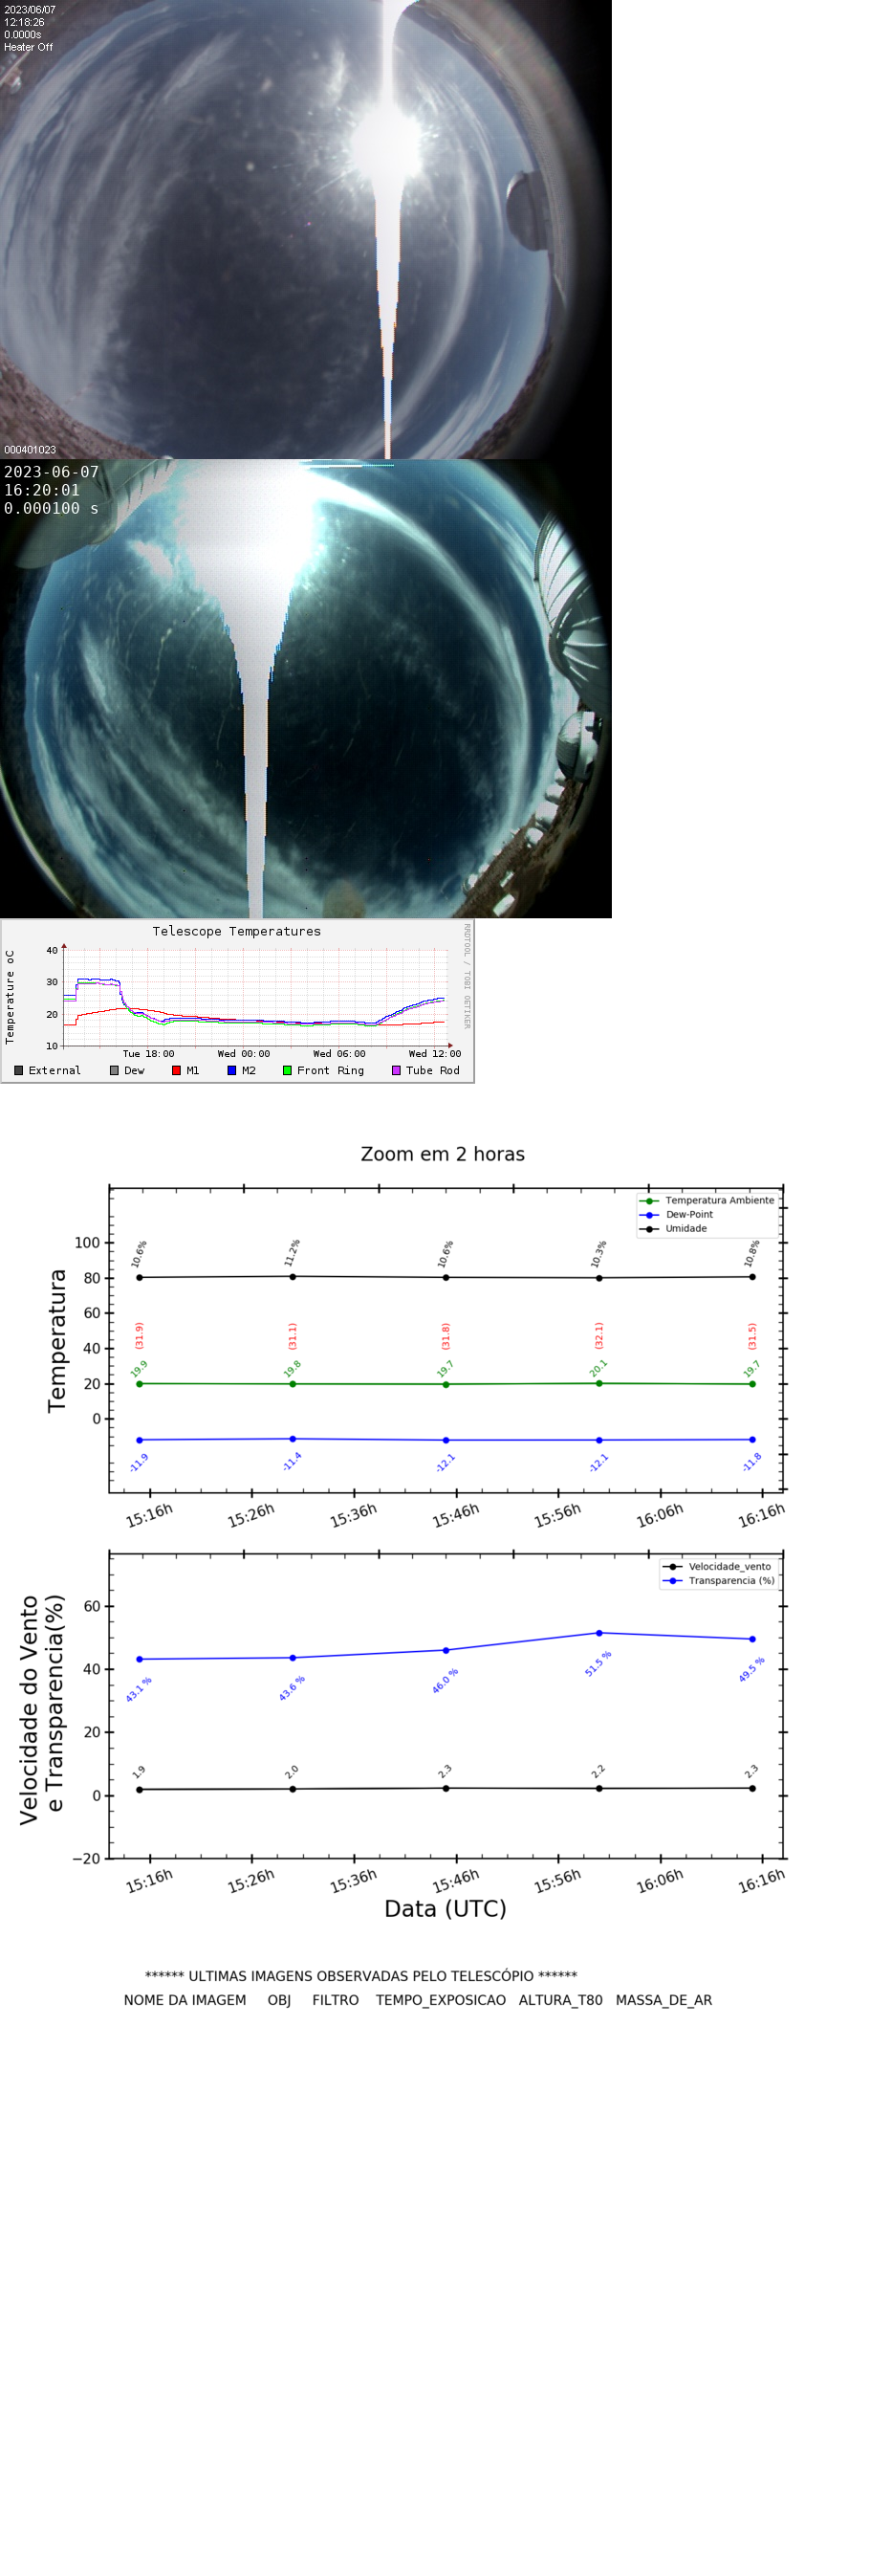 2023/06/07
12:18:26
0.0000s
Heater Off
000401023
2023-06-07
16:20:01
0.000100 s
Telescope Temperatures
RRDTOOL / TOBI OETIKER
Temperature oC
40
30
20
10
Tue 18:00 Wed 00:00 Wed 06:00 Wed 12:00
External Dew M1 M2 Front Ring Tube Rod
Zoom em 2 horas
Temperatura
100
80
60
40
20
0
Temperatura Ambiente
Dew-Point
Umidade
10.6% 11.2% 10.6% 10.3% 10.8%
(31.9) (31.1) (31.8) (32.1) (31.5)
19.9 19.8 19.7 20.1 19.7
-11.9 -11.4 -12.1 -12.1 -11.8
15:16h 15:26h 15:36h 15:46h 15:56h 16:06h 16:16h
Velocidade do Vento
e Transparencia(%)
60
40
20
0
−20
Velocidade_vento
Transparencia (%)
43.1 % 43.6 % 46.0 % 51.5 % 49.5 %
1.9 2.0 2.3 2.2 2.3
15:16h 15:26h 15:36h 15:46h 15:56h 16:06h 16:16h
Data (UTC)
****** ULTIMAS IMAGENS OBSERVADAS PELO TELESCÓPIO ******
NOME DA IMAGEM OBJ FILTRO TEMPO_EXPOSICAO ALTURA_T80 MASSA_DE_AR